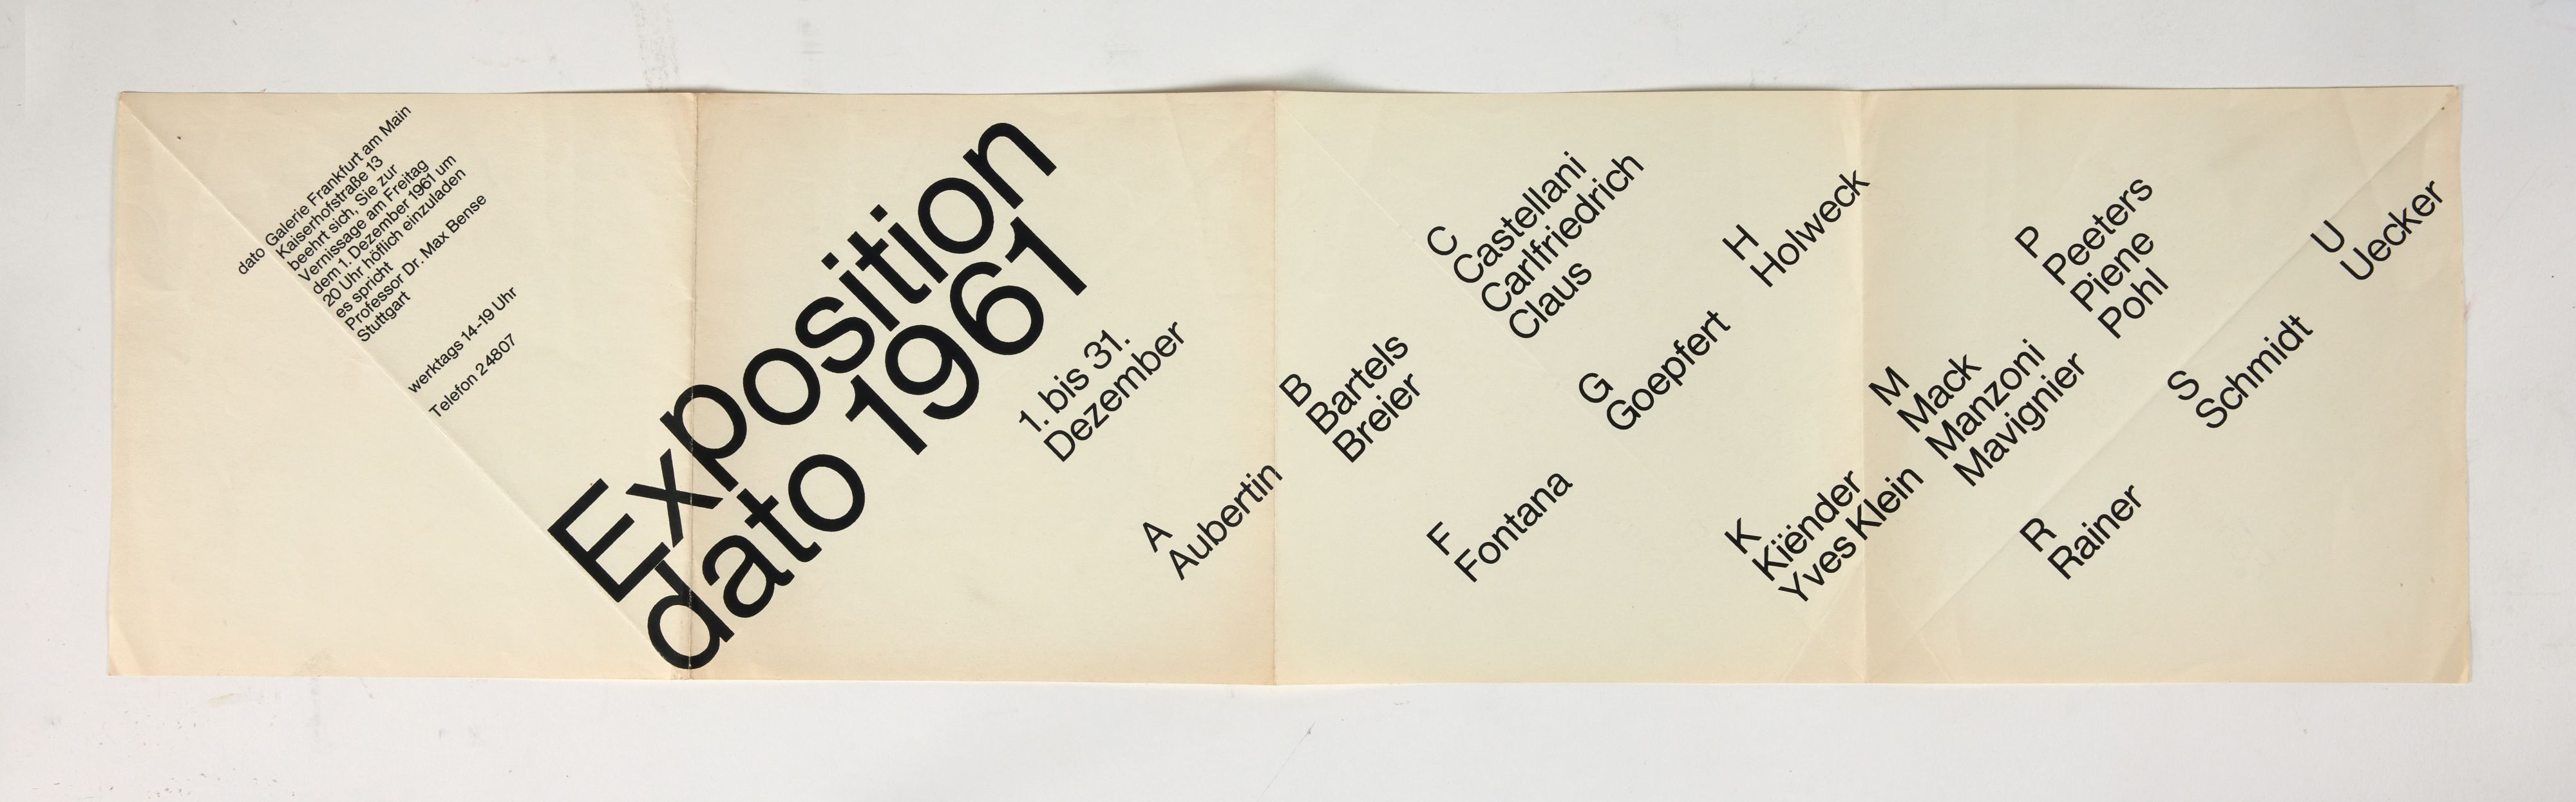 dato Galerie Frankfurt am Main
Kaiserhofstraße 13
beehrt sich, Sie zur
Vernissage am Freitag
dem 1. Dezember 1961 um
20 Uhr höflich einzuladen
es spricht
Professor Dr. Max Bense
Stuttgart
werktags 14-19 Uhr
Telefon 24807
Exposition
dato 1961
1. bis 31.
Dezember
A
Aubertin
B
Bartels
Breier
C
Castellani
Carlfriedrich
Claus
F
Fontana
G
Goepfert
H
Holweck
K
Kiënder
Yves Klein
M
Mack
Manzoni
Mavignier
P
Peeters
Piene
Pohl
R
Rainer
S
Schmidt
U
Uecker